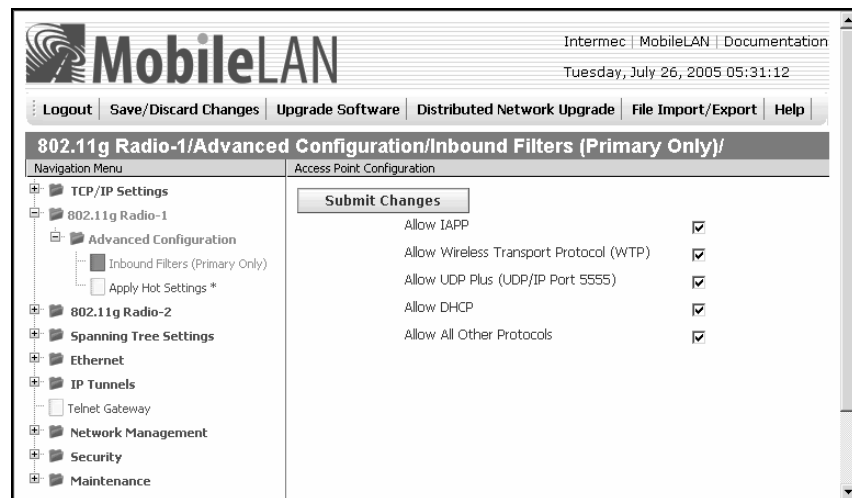 MobileLAN
Intermec | MobileLAN | Documentation
Tuesday, July 26, 2005 05:31:12
Logout | Save/Discard Changes | Upgrade Software | Distributed Network Upgrade | File Import/Export | Help |
802.11g Radio-1/Advanced Configuration/Inbound Filters (Primary Only)/
Navigation Menu
TCP/IP Settings
802.11g Radio-1
Advanced Configuration
Inbound Filters (Primary Only)
Apply Hot Settings *
802.11g Radio-2
Spanning Tree Settings
Ethernet
IP Tunnels
Telnet Gateway
Network Management
Security
Maintenance
Access Point Configuration
Submit Changes
Allow IAPP
Allow Wireless Transport Protocol (WTP)
Allow UDP Plus (UDP/IP Port 5555)
Allow DHCP
Allow All Other Protocols